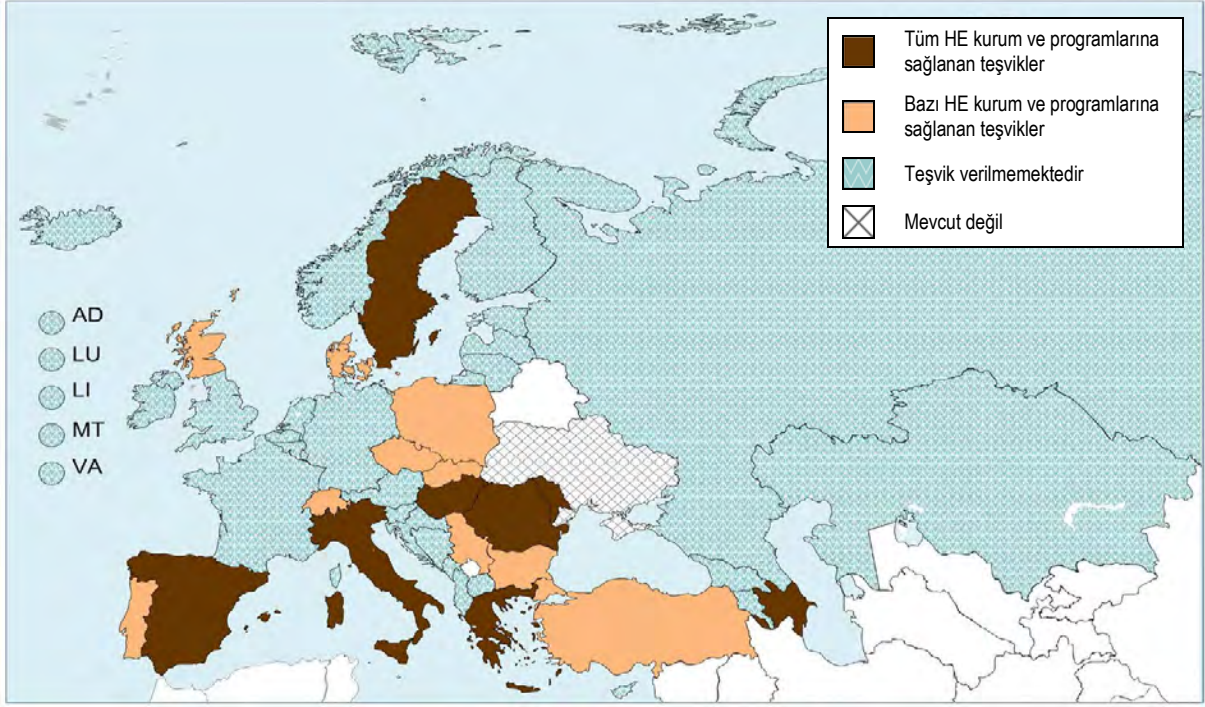 Tüm HE kurum ve programlarına
sağlanan teşvikler
Bazı HE kurum ve programlarına
sağlanan teşvikler
Teşvik verilmemektedir
Mevcut değil
AD
LU
LI
MT
VA